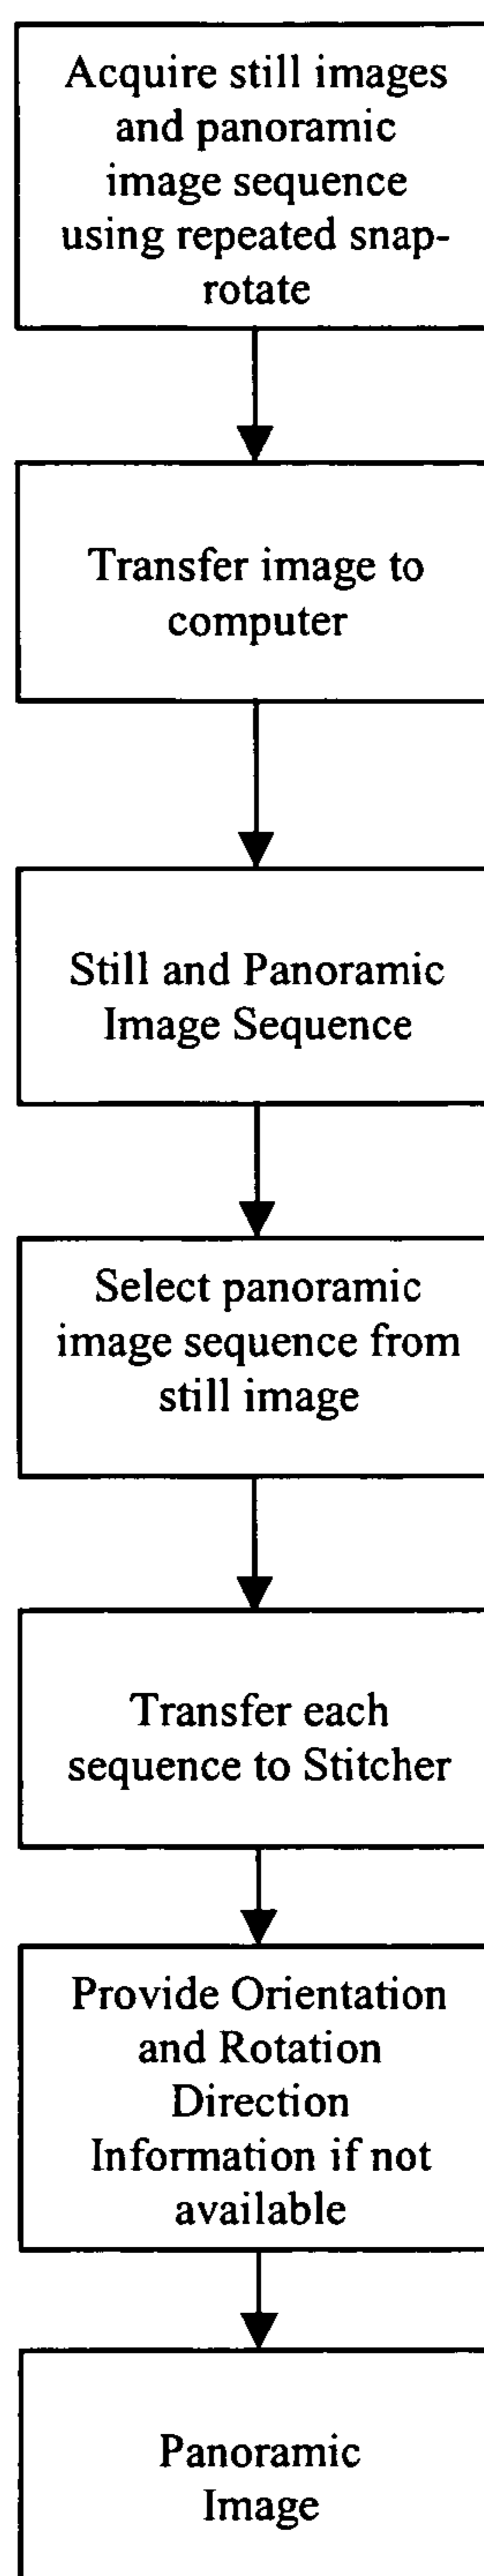 Acquire still images
and panoramic
image sequence
using repeated snap-
rotate
Transfer image to
computer
Still and Panoramic
Image Sequence
Select panoramic
image sequence from
still image
Transfer each
sequence to Stitcher
Provide Orientation
and Rotation
Direction
Information if not
available
Panoramic
Image